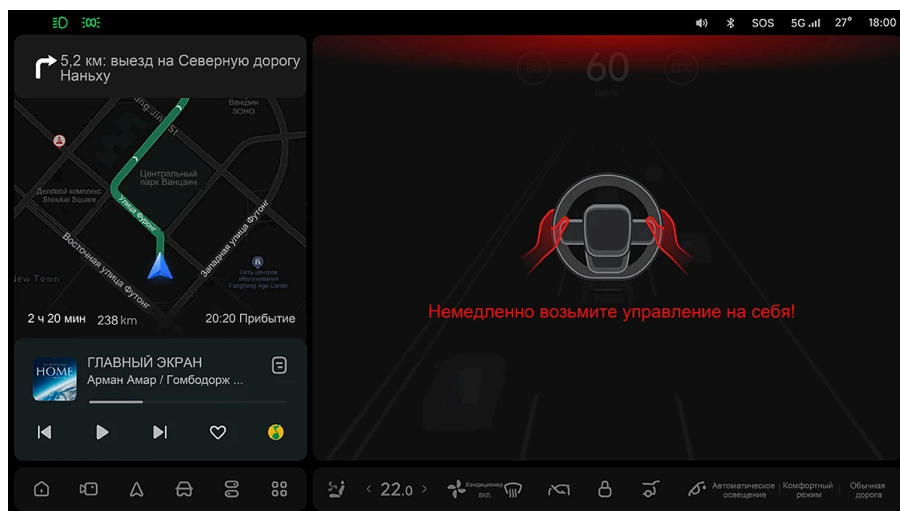 SOS 5G 27° 18:00
5,2 км: выезд на Северную дорогу
Наньху
Ванцзин
SOHO
Центральный
парк Ванцзин
Деловой комплекс
Shoukai Square
Улица Фуронг
Восточная улица Футонг
Западная улица Футонг
Сеть центров
обслуживания
Fangheng Age Center
New Town
2 ч 20 мин 238 km 20:20 Прибытие
HOME
ГЛАВНЫЙ ЭКРАН
Арман Амар / Гомбодорж ...
80 60
km/h
Немедленно возьмите управление на себя!
< 22.0 >
Кондиционер
вкл.
Автоматическое
освещение
Комфортный
режим
Обычная
дорога